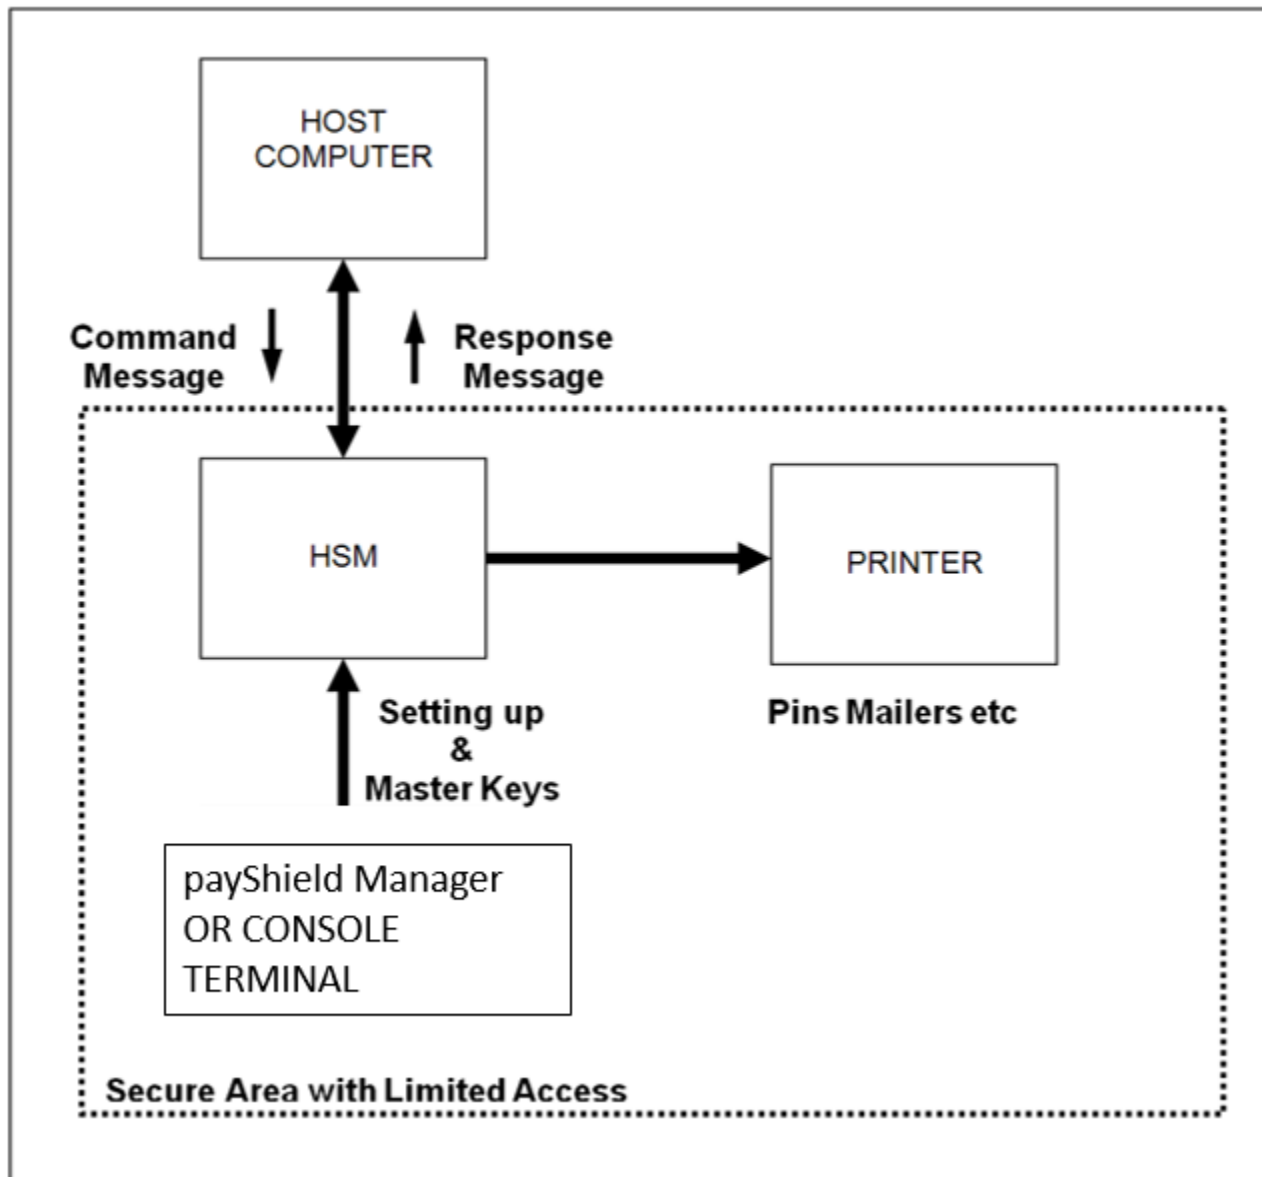 HOST
COMPUTER
Command
Message
Response
Message
HSM
PRINTER
Setting up
&
Master Keys
Pins Mailers etc
payShield Manager
OR CONSOLE
TERMINAL
Secure Area with Limited Access